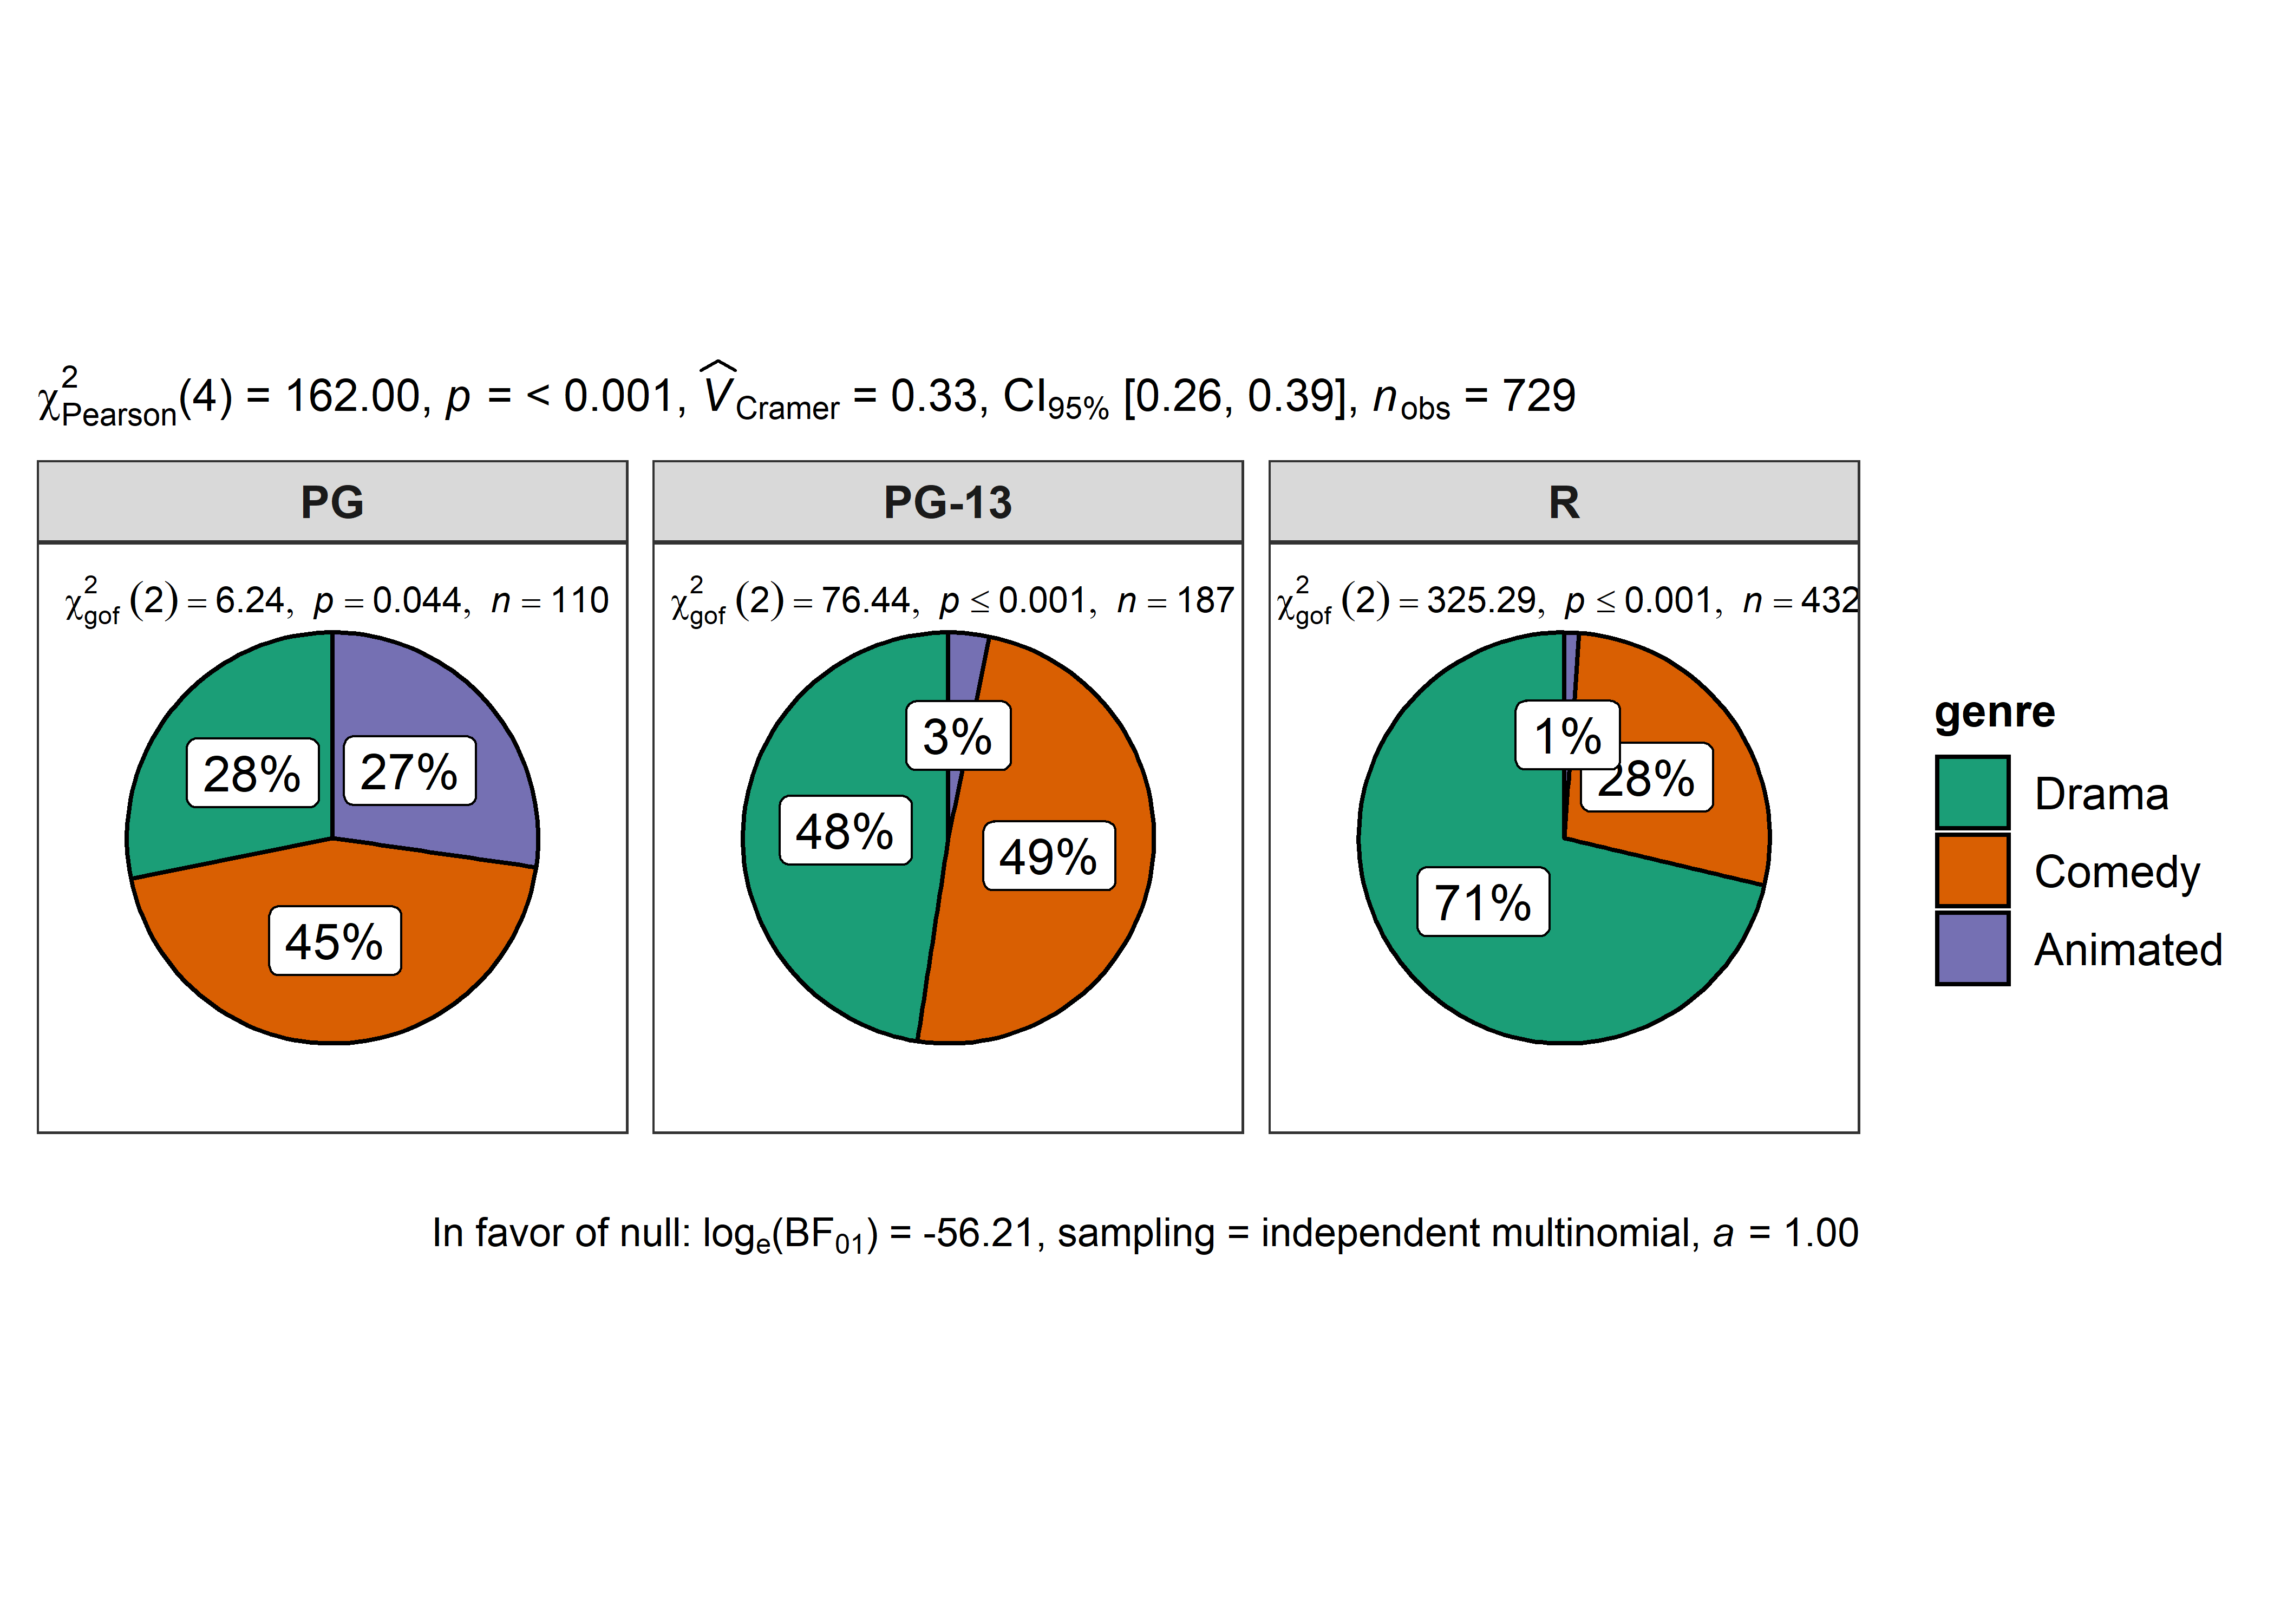 χ²Pearson(4) = 162.00, p = < 0.001, V̂Cramer = 0.33, CI95% [0.26, 0.39], nobs = 729
PG
PG-13
R
χ²gof (2) = 6.24, p = 0.044, n = 110
χ²gof (2) = 76.44, p ≤ 0.001, n = 187
χ²gof (2) = 325.29, p ≤ 0.001, n = 432
28%
27%
45%
3%
48%
49%
1%
28%
71%
genre
Drama
Comedy
Animated
In favor of null: loge(BF01) = -56.21, sampling = independent multinomial, a = 1.00